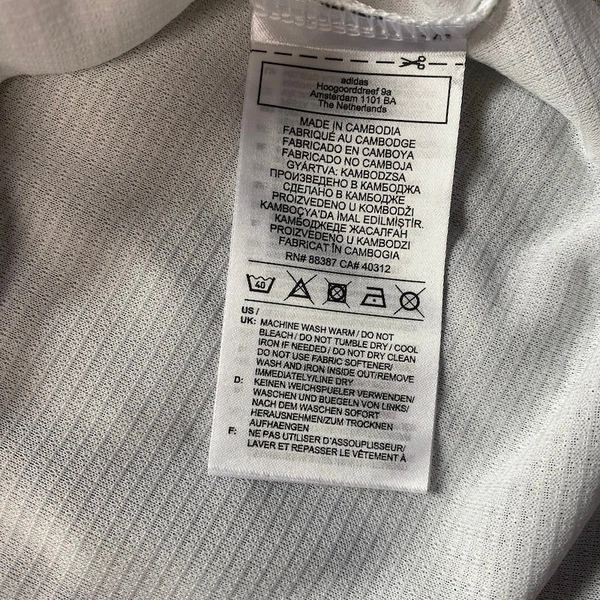 adidas
Hoogoorddreef 9a
Amsterdam 1101 BA
The Netherlands
MADE IN CAMBODIA
FABRIQUÉ AU CAMBODGE
FABRICADO EN CAMBOYA
FABRICADO NO CAMBOJA
GYÁRTVA: KAMBODZSA
ПРОИЗВЕДЕНО В КАМБОДЖА
СДЕЛАНО В КАМБОДЖЕ
PROIZVEDENO U KOMBODŽI
KAMBOÇYA'DA İMAL EDİLMİŞTİR.
КАМБОДЖЕДЕ ЖАСАЛҒАН
PROIZVEDENO U KAMBODZI
FABRICAT ÎN CAMBOGIA
RN# 88387 CA# 40312
40
US /
UK: MACHINE WASH WARM / DO NOT
BLEACH / DO NOT TUMBLE DRY / COOL
IRON IF NEEDED / DO NOT DRY CLEAN
DO NOT USE FABRIC SOFTENER/
WASH AND IRON INSIDE OUT/REMOVE
IMMEDIATELY/LINE DRY
D: KEINEN WEICHSPUELER VERWENDEN/
WASCHEN UND BUEGELN VON LINKS/
NACH DEM WASCHEN SOFORT
HERAUSNEHMEN/ZUM TROCKNEN
AUFHAENGEN
F: NE PAS UTILISER D'ASSOUPLISSEUR/
LAVER ET REPASSER LE VÊTEMENT À